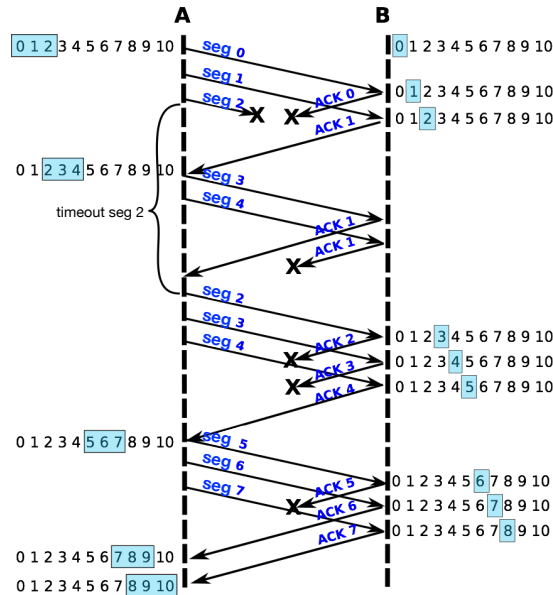 A B
0 1 2 3 4 5 6 7 8 9 10 seg 0 0 1 2 3 4 5 6 7 8 9 10
seg 1
seg 2 X X ACK 0 0 1 2 3 4 5 6 7 8 9 10
ACK 1 0 1 2 3 4 5 6 7 8 9 10
0 1 2 3 4 5 6 7 8 9 10 seg 3
seg 4
timeout seg 2
ACK 1
ACK 1
X
seg 2
seg 3
seg 4 X ACK 2 0 1 2 3 4 5 6 7 8 9 10
ACK 3 0 1 2 3 4 5 6 7 8 9 10
X ACK 4 0 1 2 3 4 5 6 7 8 9 10
0 1 2 3 4 5 6 7 8 9 10 seg 5
seg 6
seg 7 ACK 5 0 1 2 3 4 5 6 7 8 9 10
X ACK 6 0 1 2 3 4 5 6 7 8 9 10
ACK 7 0 1 2 3 4 5 6 7 8 9 10
0 1 2 3 4 5 6 7 8 9 10
0 1 2 3 4 5 6 7 8 9 10